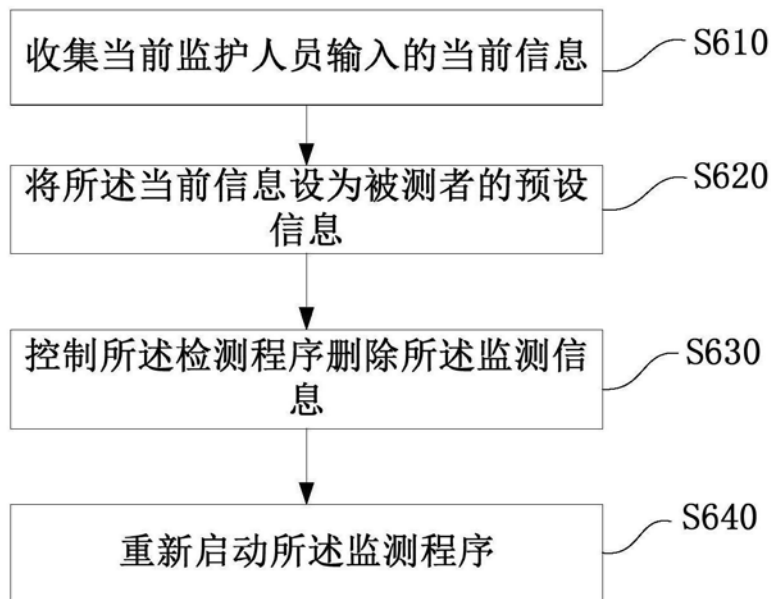 收集当前监护人员输入的当前信息
S610
将所述当前信息设为被测者的预设
信息
S620
控制所述检测程序删除所述监测信
息
S630
重新启动所述监测程序
S640